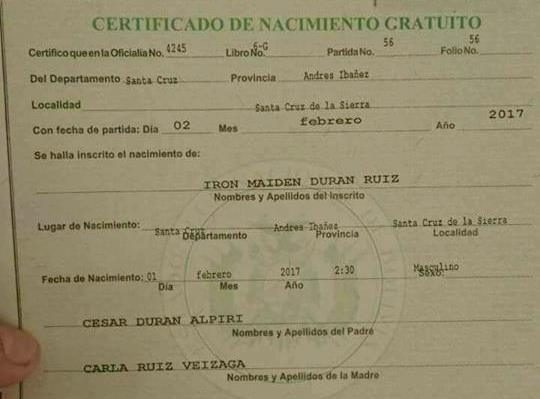 CERTIFICADO DE NACIMIENTO GRATUITO
Certifico que en la Oficialia No. 4245 Libro No. 6-G Partida No. 56 Folio No. 56
Del Departamento Santa Cruz Provincia Andres Ibañez
Localidad Santa Cruz de la Sierra
Con fecha de partida: Día 02 Mes febrero Año 2017
Se halla inscrito el nacimiento de:
IRON MAIDEN DURAN RUIZ
Nombres y Apellidos del Inscrito
Lugar de Nacimiento: Santa Cruz Andres Ibañez Santa Cruz de la Sierra
Departamento Provincia Localidad
Fecha de Nacimiento: 01 febrero 2017 2:30 Masculino
Día Mes Año Sexo:
CESAR DURAN ALPIRI
Nombres y Apellidos del Padre
CARLA RUIZ VEIZAGA
Nombres y Apellidos de la Madre